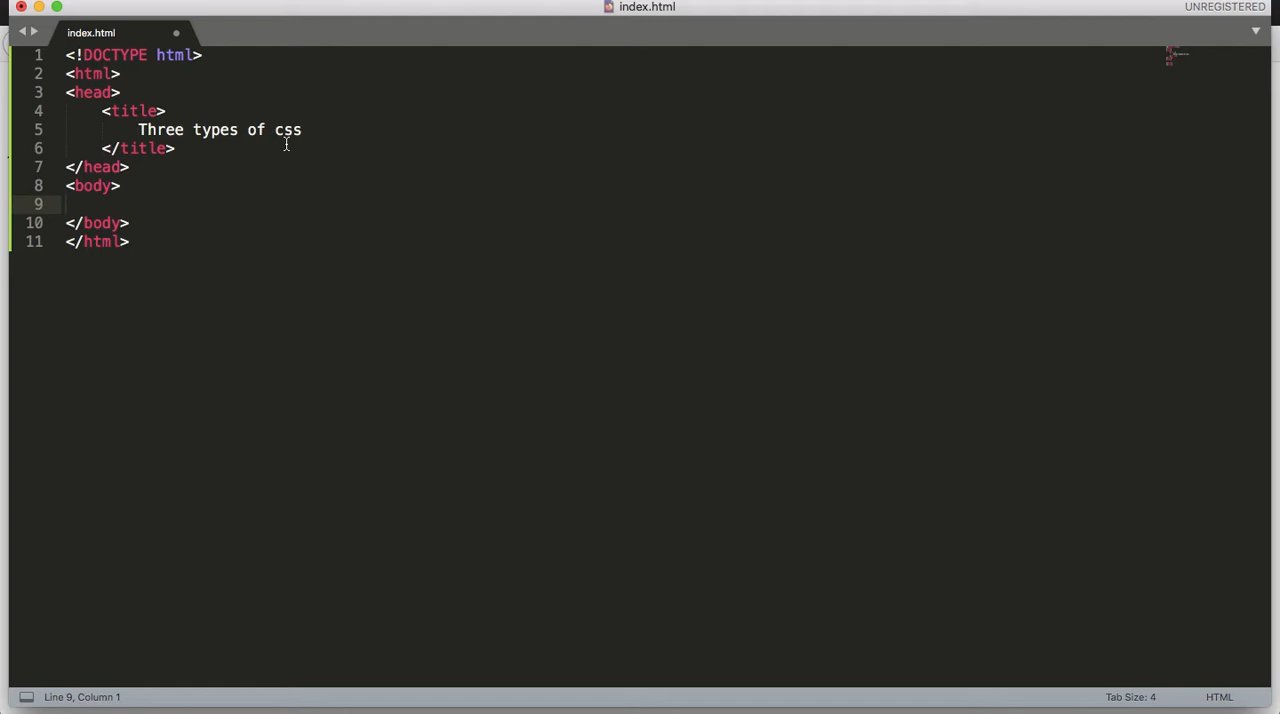 index.html
UNREGISTERED
index.html
1 <!DOCTYPE html>
2 <html>
3 <head>
4 <title>
5 Three types of css
6 </title>
7 </head>
8 <body>
9
10 </body>
11 </html>
Line 9, Column 1
Tab Size: 4
HTML